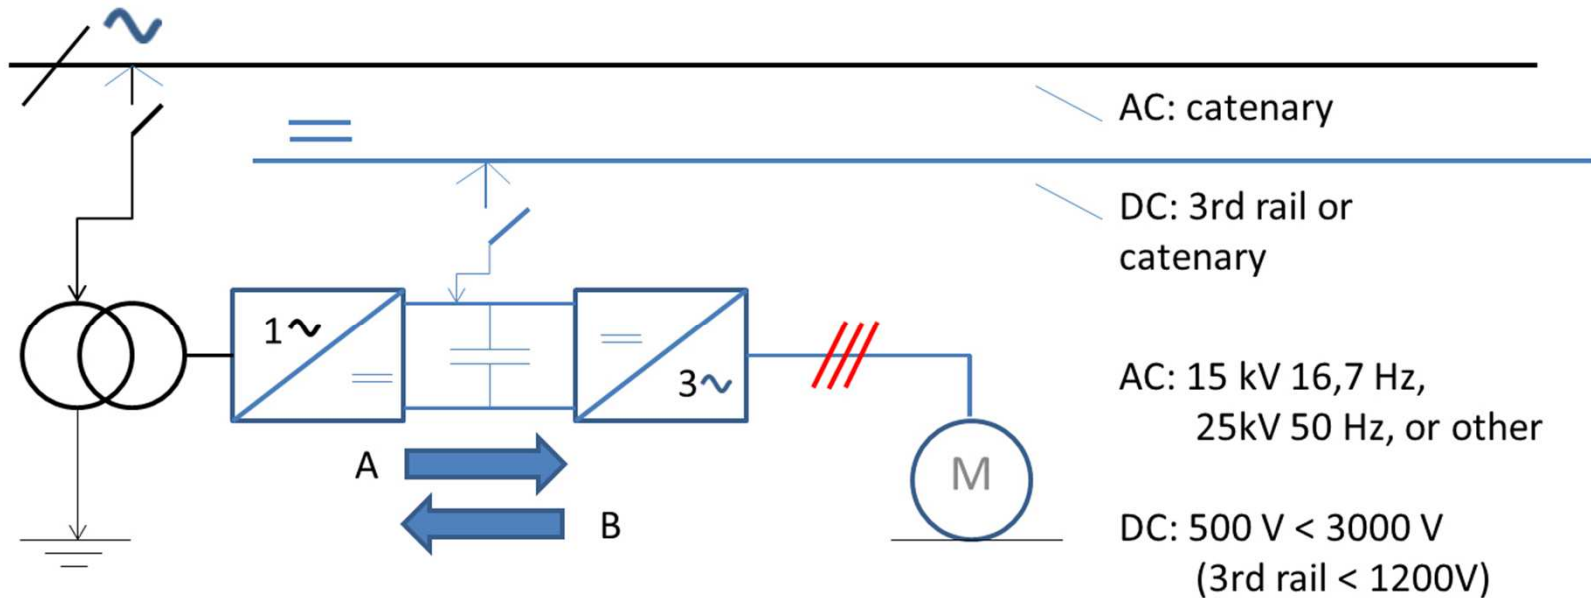 AC: catenary
DC: 3rd rail or
catenary
1∿
3∿
A
B
M
AC: 15 kV 16,7 Hz,
25kV 50 Hz, or other
DC: 500 V < 3000 V
(3rd rail < 1200V)